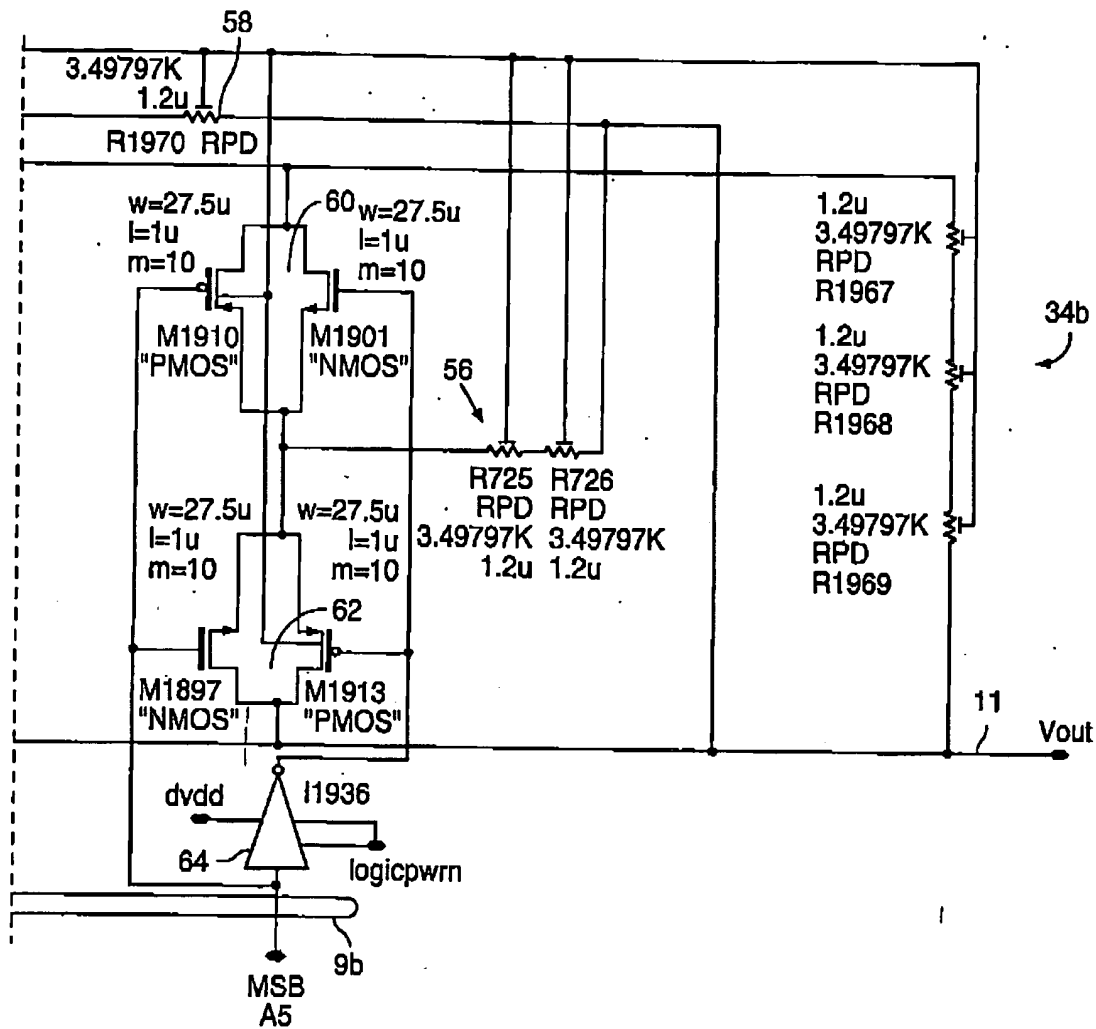 58
3.49797K
1.2u
R1970 RPD
w=27.5u
l=1u
m=10
60
w=27.5u
l=1u
m=10
M1910
"PMOS"
M1901
"NMOS"
1.2u
3.49797K
RPD
R1967
34b
1.2u
3.49797K
RPD
R1968
56
R725
RPD
3.49797K
1.2u
R726
RPD
3.49797K
1.2u
1.2u
3.49797K
RPD
R1969
w=27.5u
l=1u
m=10
w=27.5u
l=1u
m=10
62
M1897
"NMOS"
M1913
"PMOS"
11
Vout
dvdd
I1936
64
logicpwrn
9b
MSB
A5